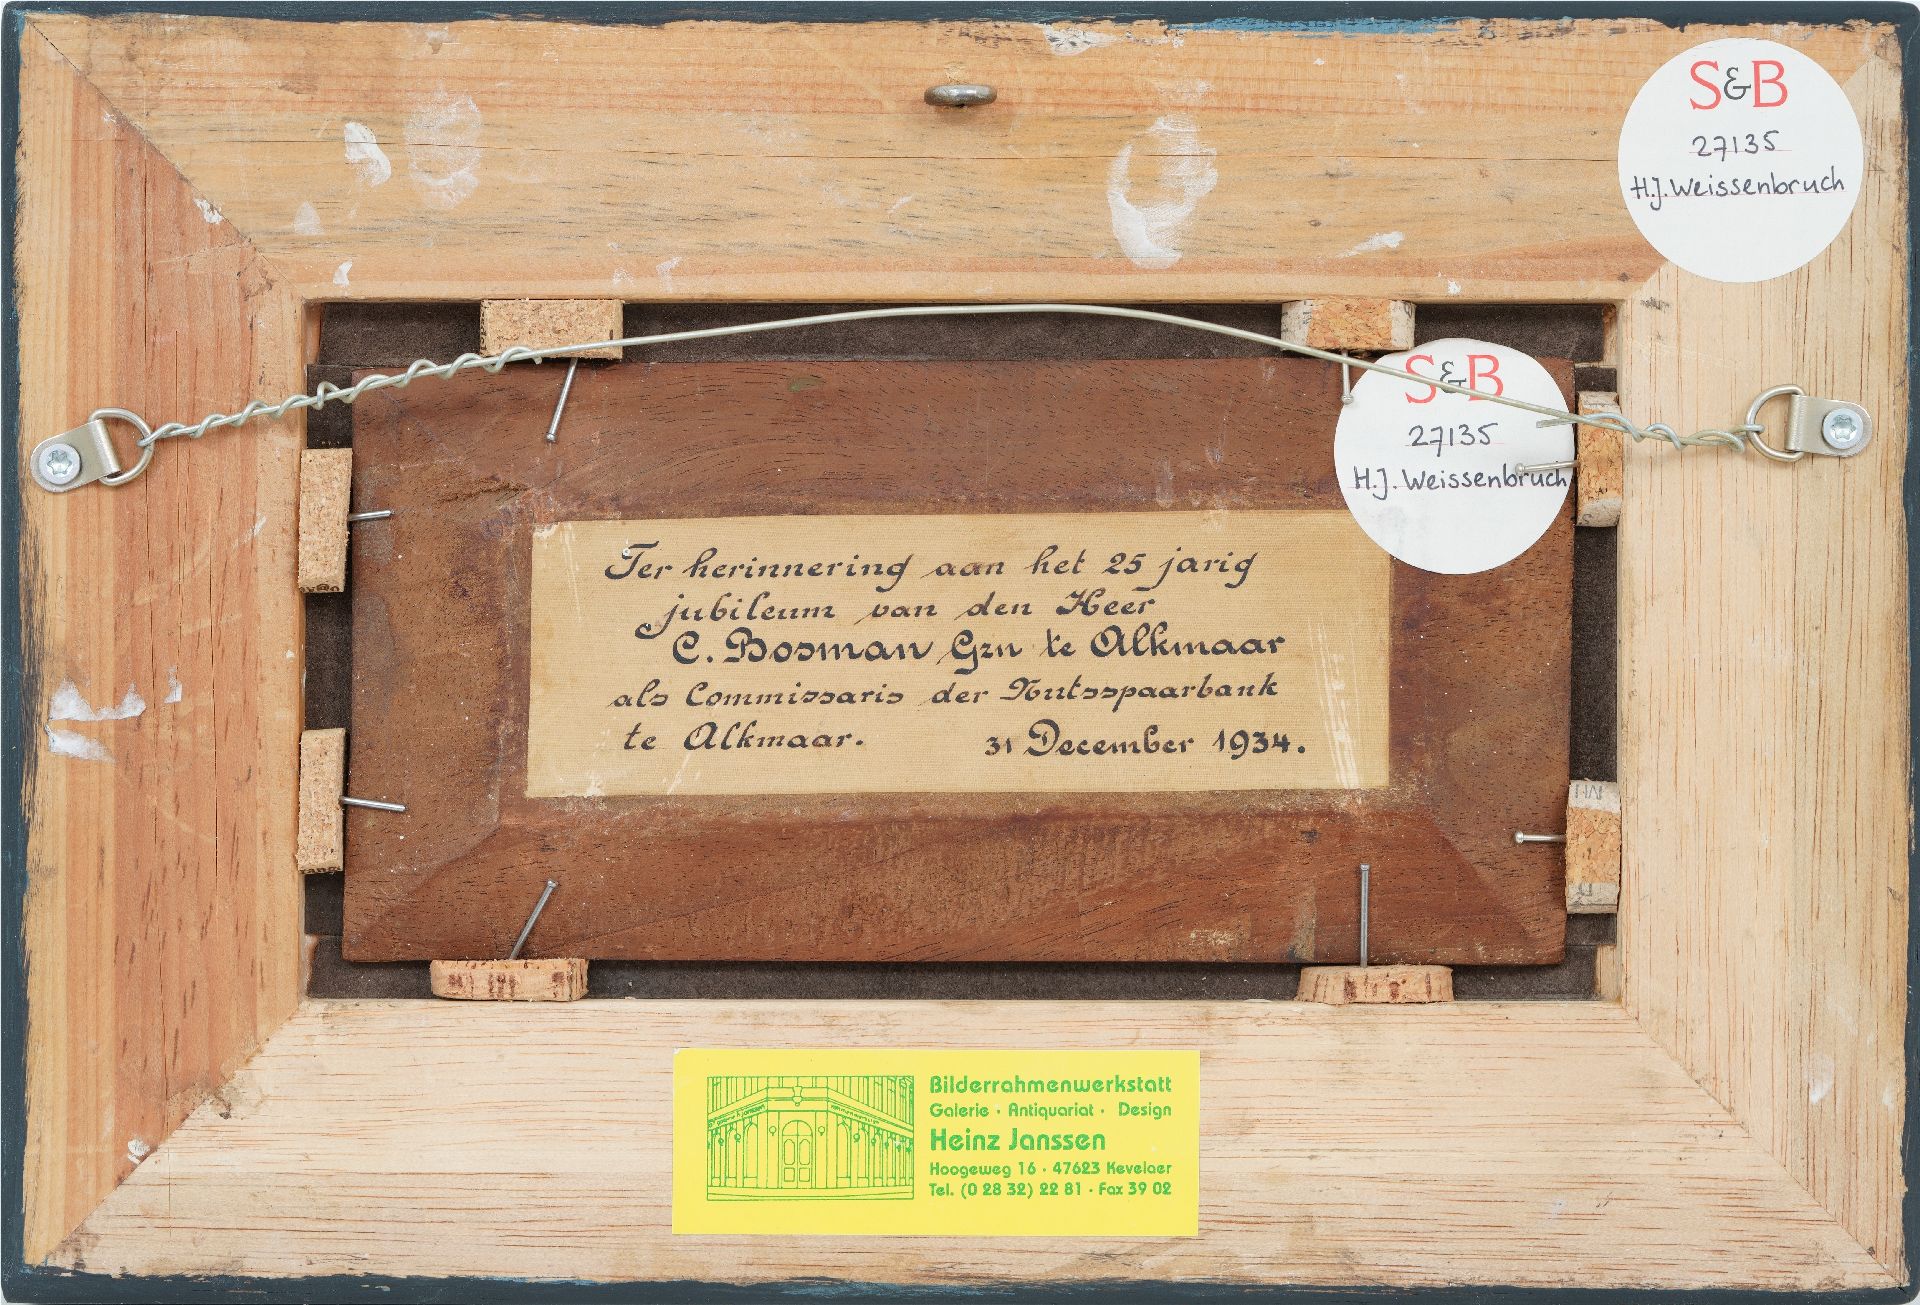 S&B
27135
H.J. Weissenbruch
S&B
27135
H.J. Weissenbruch
Ter herinnering aan het 25 jarig
jubileum van den Heer
C. Bosman Gzn te Alkmaar
als Commissaris der Nutsspaarbank
te Alkmaar. 31 December 1934.
Bilderrahmenwerkstatt
Galerie · Antiquariat · Design
Heinz Janssen
Hoogeweg 16 · 47623 Kevelaer
Tel. (0 28 32) 22 81 · Fax 39 02